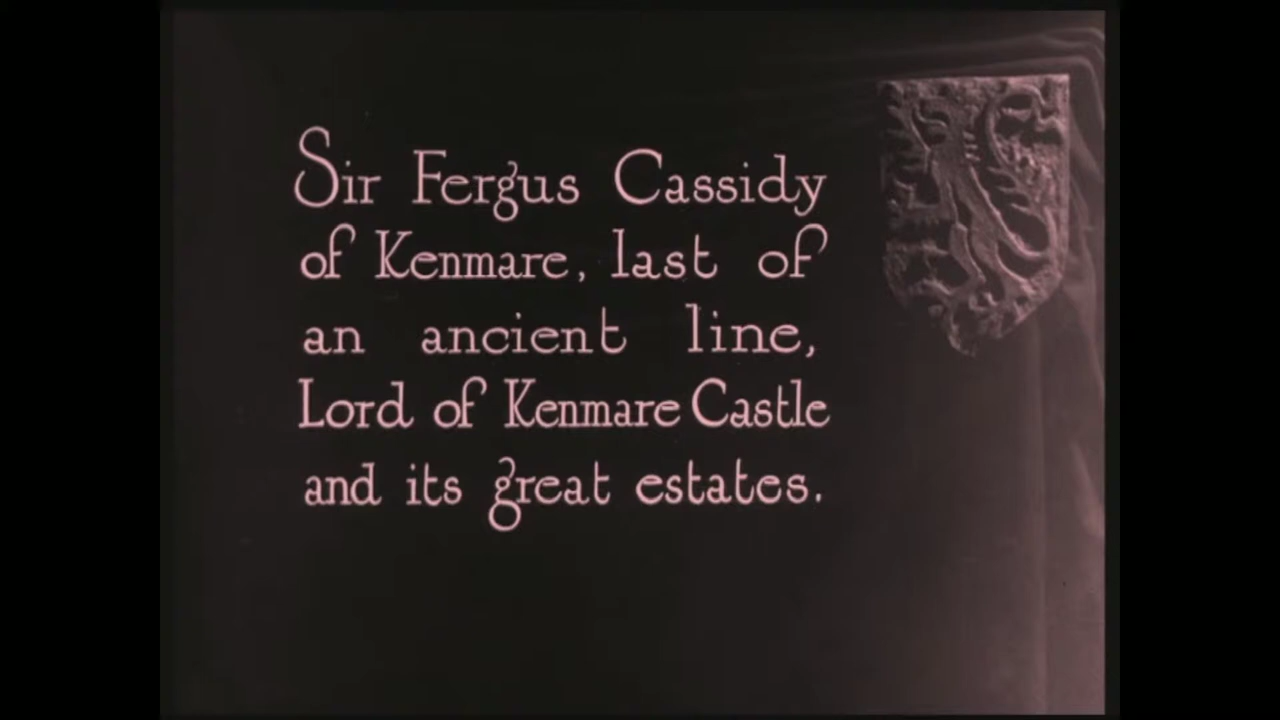 Sir Fergus Cassidy
of Kenmare, last of
an ancient line,
Lord of Kenmare Castle
and its great estates.